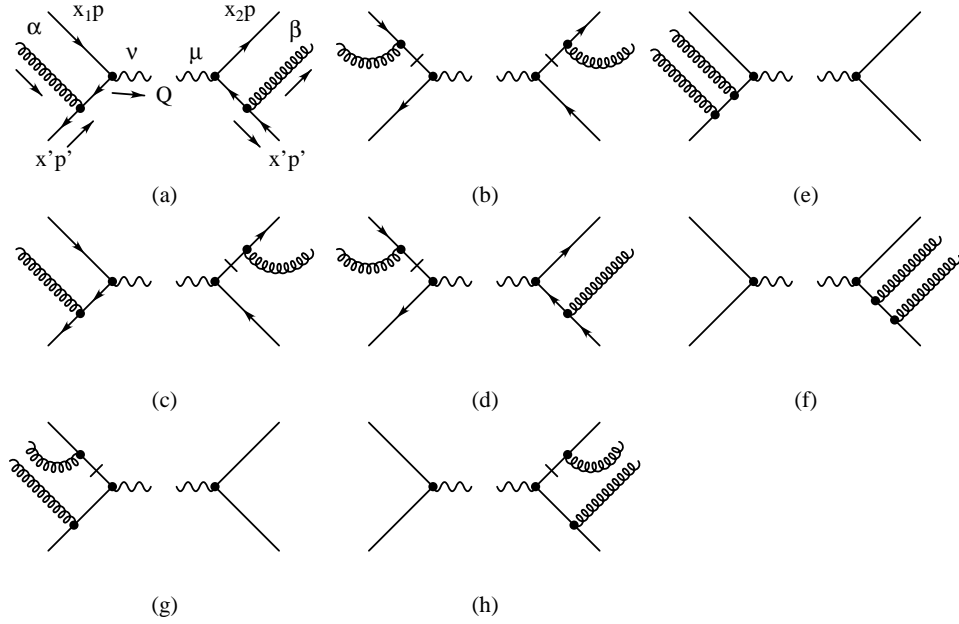 x₁p x₂p
α ν μ β
Q
x'p' x'p'
(a) (b) (e)
(c) (d) (f)
(g) (h)